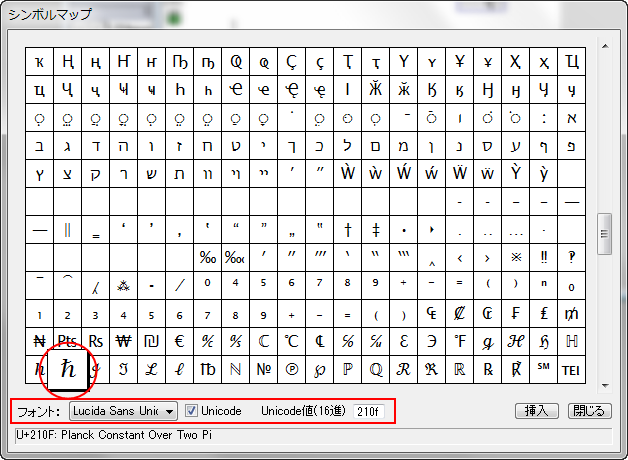 シンボルマップ
ҡ Ң ң Ҥ ҥ Ҧ ҧ Ҩ ҩ Ҫ ҫ Ҭ ҭ Ү ү Ұ ұ Ҳ ҳ Ҵ
ҵ Ҷ ҷ Ҹ ҹ Һ һ Ҽ ҽ Ҿ ҿ Ӏ Ӂ ӂ Ӄ ӄ Ӈ ӈ Ӌ ӌ
א
ב ג ד ה ו ז ח ט י ך כ ל ם מ ן נ ס ע ף פ
ץ צ ק ר ש ת װ ױ ײ ׳ ״ Ẁ ẁ Ẃ ẃ Ẅ ẅ Ỳ ỳ
‐ ‑ ‒ – —
― ‖ ‗ ‘ ’ ‚ ‛ “ ” „ ‟ † ‡ • ‣ ․ ‥ … ‧
‰ ‱ ′ ″ ‴ ‵ ‶ ‷ ‸ ‹ › ※ ‼ ‽
‾ ⁀ ⁁ ⁂ ⁃ ⁄ ⁰ ⁴ ⁵ ⁶ ⁷ ⁸ ⁹ ⁺ ⁻ ⁼ ⁽ ⁾ ⁿ ₀
₁ ₂ ₃ ₄ ₅ ₆ ₇ ₈ ₉ ₊ ₋ ₌ ₍ ₎ ₠ ₡ ₢ ₣ ₤ ₥
₦ ₧ ₨ ₩ ₪ € ℀ ℁ ℂ ℃ ℄ ℅ ℆ ℇ ℈ ℉ ℊ ℋ ℌ ℍ
ℎ ℏ ℐ ℑ ℒ ℓ ℔ ℕ № ℗ ℘ ℙ ℚ ℛ ℜ ℝ ℞ ℟ ℠ ℡
フォント： Lucida Sans Unic Unicode Unicode値(16進) 210f 挿入 閉じる
U+210F: Planck Constant Over Two Pi